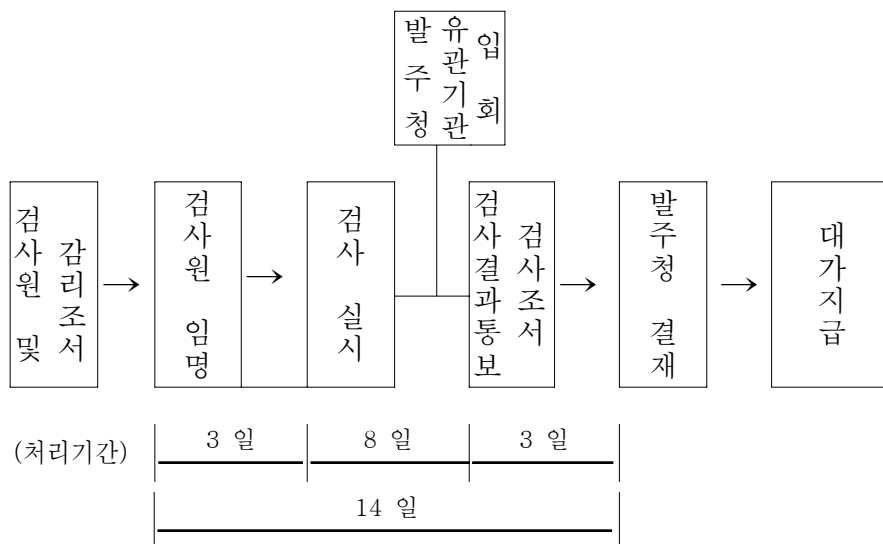 발주청
유관기관
입회
검사원 및
감리조서
→
검사원 임명
→
검사 실시
검사결과통보
검사조서
→
발주청 결재
→
대가지급
(처리기간)
3 일
8 일
3 일
14 일